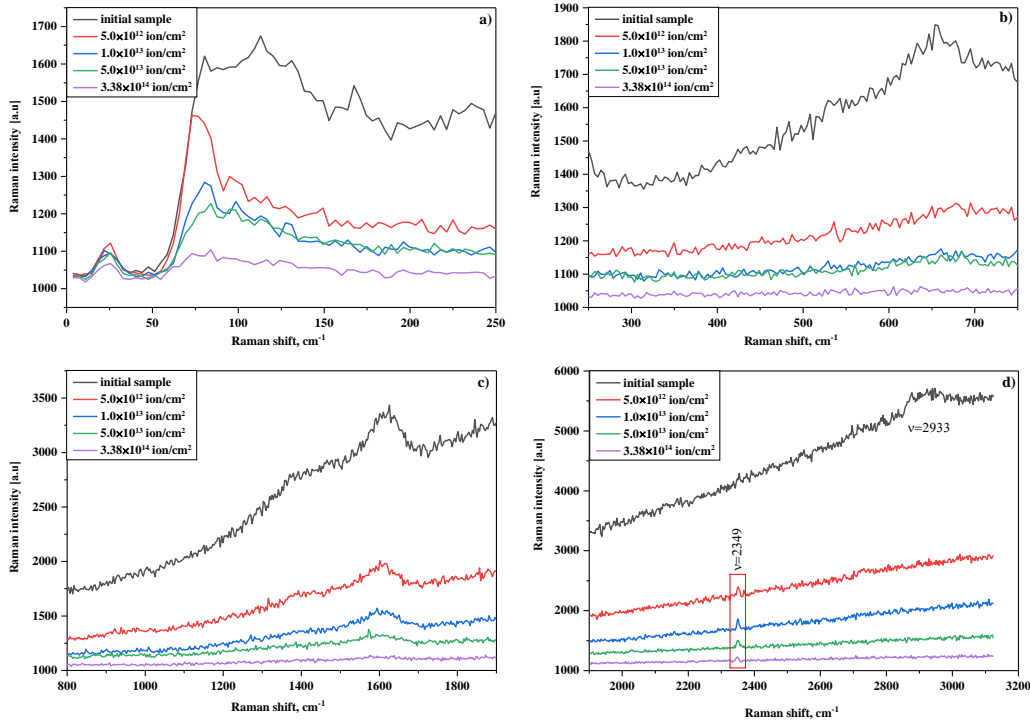 a)
initial sample
5.0×10¹² ion/cm²
1.0×10¹³ ion/cm²
5.0×10¹³ ion/cm²
3.38×10¹⁴ ion/cm²
Raman intensity [a.u]
1700
1600
1500
1400
1300
1200
1100
1000
0
50
100
150
200
250
Raman shift, cm⁻¹
b)
initial sample
5.0×10¹² ion/cm²
1.0×10¹³ ion/cm²
5.0×10¹³ ion/cm²
3.38×10¹⁴ ion/cm²
Raman intensity [a.u]
1900
1800
1700
1600
1500
1400
1300
1200
1100
1000
300
400
500
600
700
Raman shift, cm⁻¹
c)
initial sample
5.0×10¹² ion/cm²
1.0×10¹³ ion/cm²
5.0×10¹³ ion/cm²
3.38×10¹⁴ ion/cm²
Raman intensity [a.u]
3500
3000
2500
2000
1500
1000
800
1000
1200
1400
1600
1800
Raman shift, cm⁻¹
d)
initial sample
5.0×10¹² ion/cm²
1.0×10¹³ ion/cm²
5.0×10¹³ ion/cm²
3.38×10¹⁴ ion/cm²
ν=2933
ν=2349
Raman intensity [a.u]
6000
5000
4000
3000
2000
1000
2000
2200
2400
2600
2800
3000
3200
Raman shift, cm⁻¹